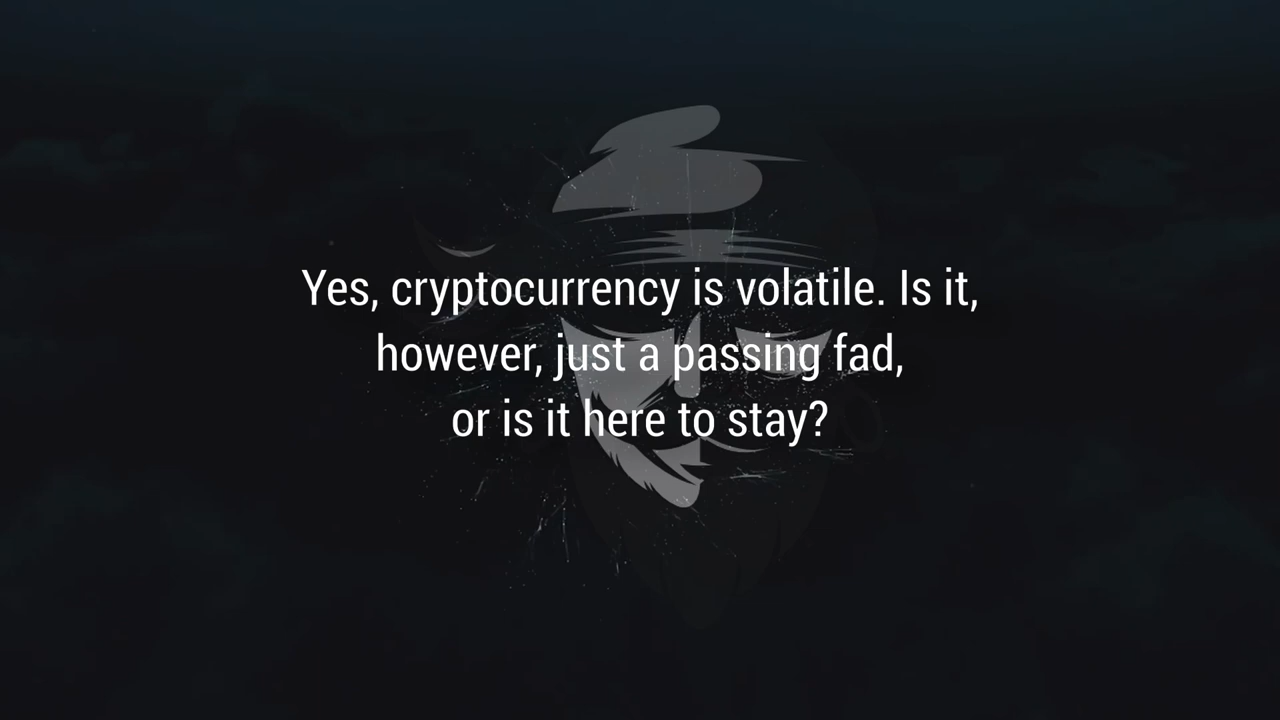 Yes, cryptocurrency is volatile. Is it,
however, just a passing fad,
or is it here to stay?